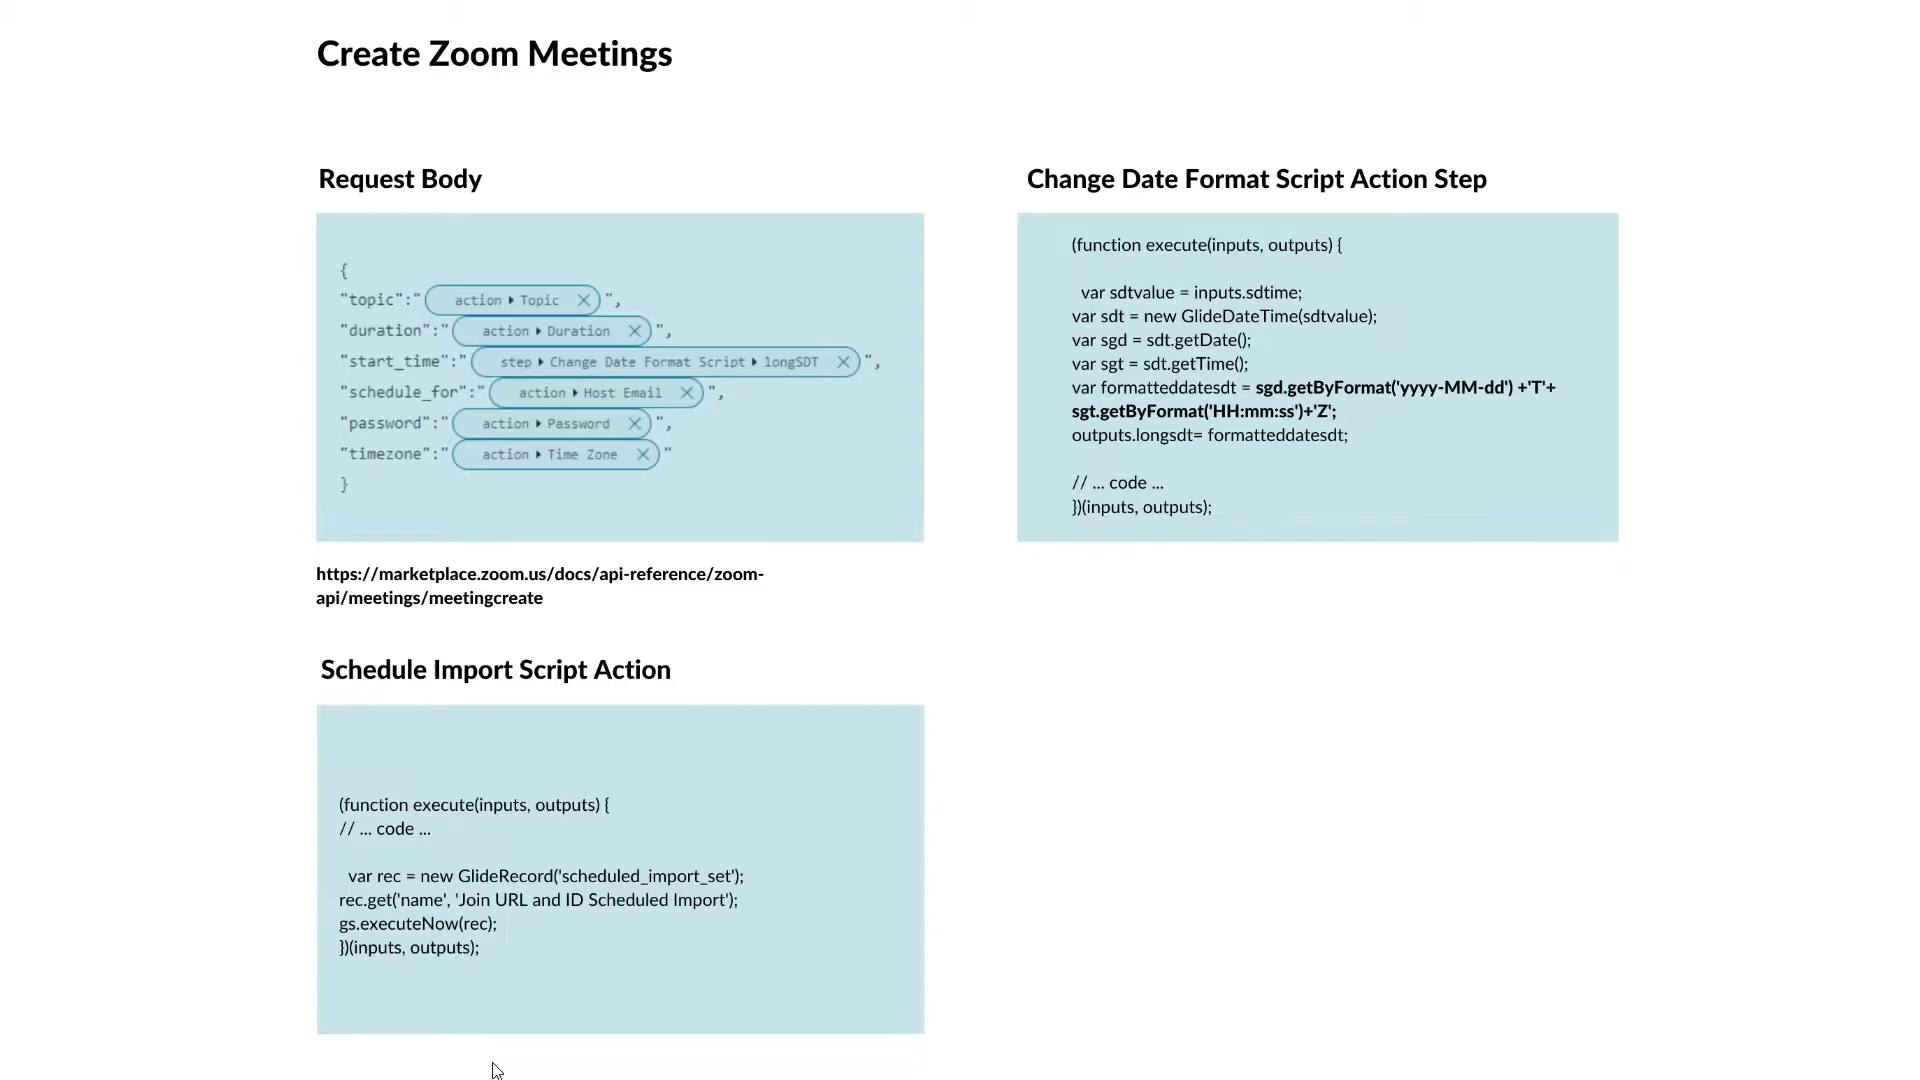 Create Zoom Meetings
Request Body
{
"topic":" action ▸ Topic ✕ ",
"duration":" action ▸ Duration ✕ ",
"start_time":" step ▸ Change Date Format Script ▸ longSDT ✕ ",
"schedule_for":" action ▸ Host Email ✕ ",
"password":" action ▸ Password ✕ ",
"timezone":" action ▸ Time Zone ✕ "
}
https://marketplace.zoom.us/docs/api-reference/zoom-
api/meetings/meetingcreate
Change Date Format Script Action Step
(function execute(inputs, outputs) {
var sdtvalue = inputs.sdtime;
var sdt = new GlideDateTime(sdtvalue);
var sgd = sdt.getDate();
var sgt = sdt.getTime();
var formatteddatesdt = sgd.getByFormat('yyyy-MM-dd') +'T'+
sgt.getByFormat('HH:mm:ss')+'Z';
outputs.longsdt= formatteddatesdt;
// ... code ...
})(inputs, outputs);
Schedule Import Script Action
(function execute(inputs, outputs) {
// ... code ...
var rec = new GlideRecord('scheduled_import_set');
rec.get('name', 'Join URL and ID Scheduled Import');
gs.executeNow(rec);
})(inputs, outputs);